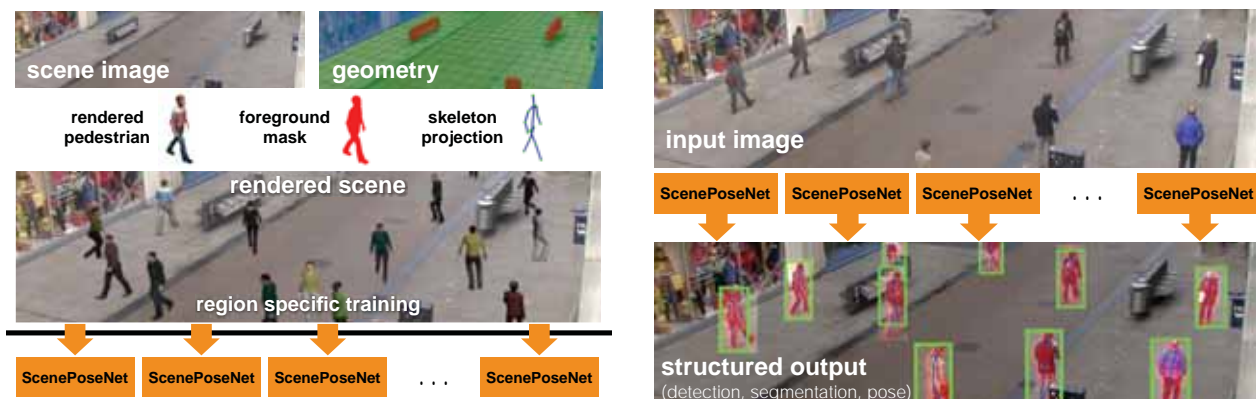 scene image
geometry
rendered
pedestrian
foreground
mask
skeleton
projection
rendered scene
region specific training
ScenePoseNet
ScenePoseNet
ScenePoseNet
. . .
ScenePoseNet
input image
ScenePoseNet
ScenePoseNet
ScenePoseNet
. . .
ScenePoseNet
structured output
(detection, segmentation, pose)